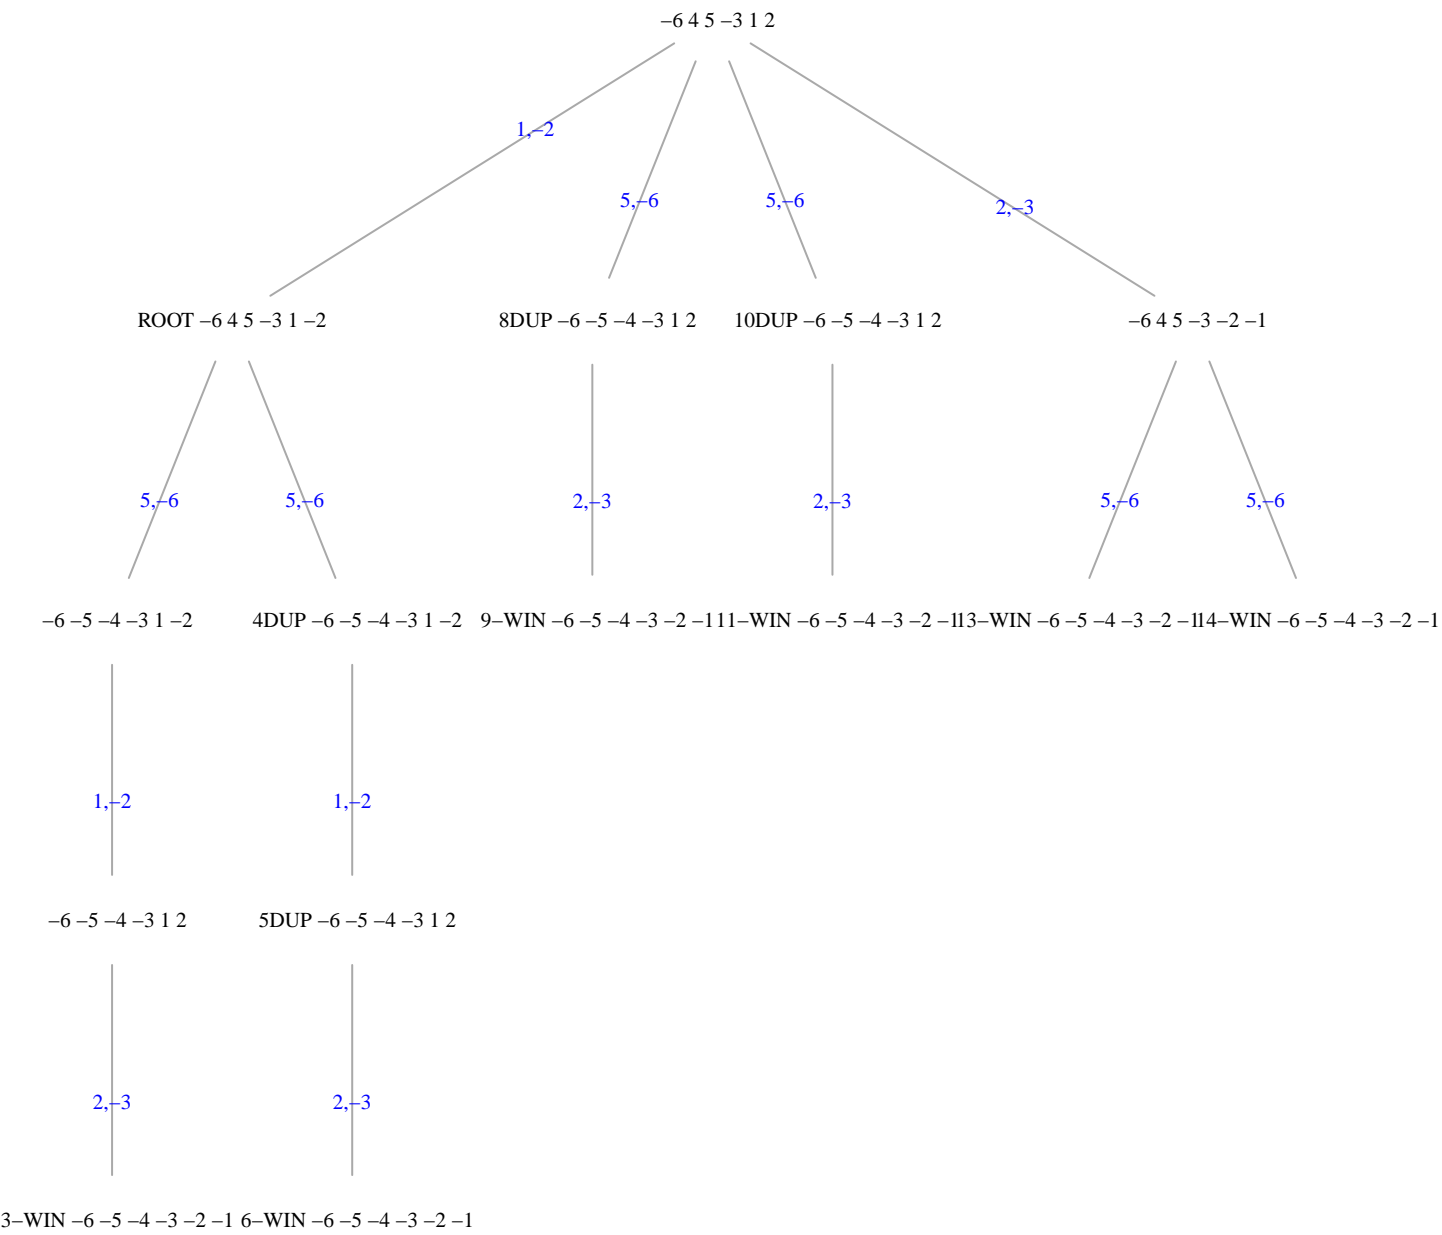 –6 4 5 –3 1 2
1,–2
5,–6
5,–6
2,–3
ROOT –6 4 5 –3 1 –2
8DUP –6 –5 –4 –3 1 2
10DUP –6 –5 –4 –3 1 2
–6 4 5 –3 –2 –1
5,–6
5,–6
2,–3
2,–3
5,–6
5,–6
–6 –5 –4 –3 1 –2
4DUP –6 –5 –4 –3 1 –2
9–WIN –6 –5 –4 –3 –2 –1
11–WIN –6 –5 –4 –3 –2 –1
13–WIN –6 –5 –4 –3 –2 –1
14–WIN –6 –5 –4 –3 –2 –1
1,–2
1,–2
–6 –5 –4 –3 1 2
5DUP –6 –5 –4 –3 1 2
2,–3
2,–3
3–WIN –6 –5 –4 –3 –2 –1
6–WIN –6 –5 –4 –3 –2 –1